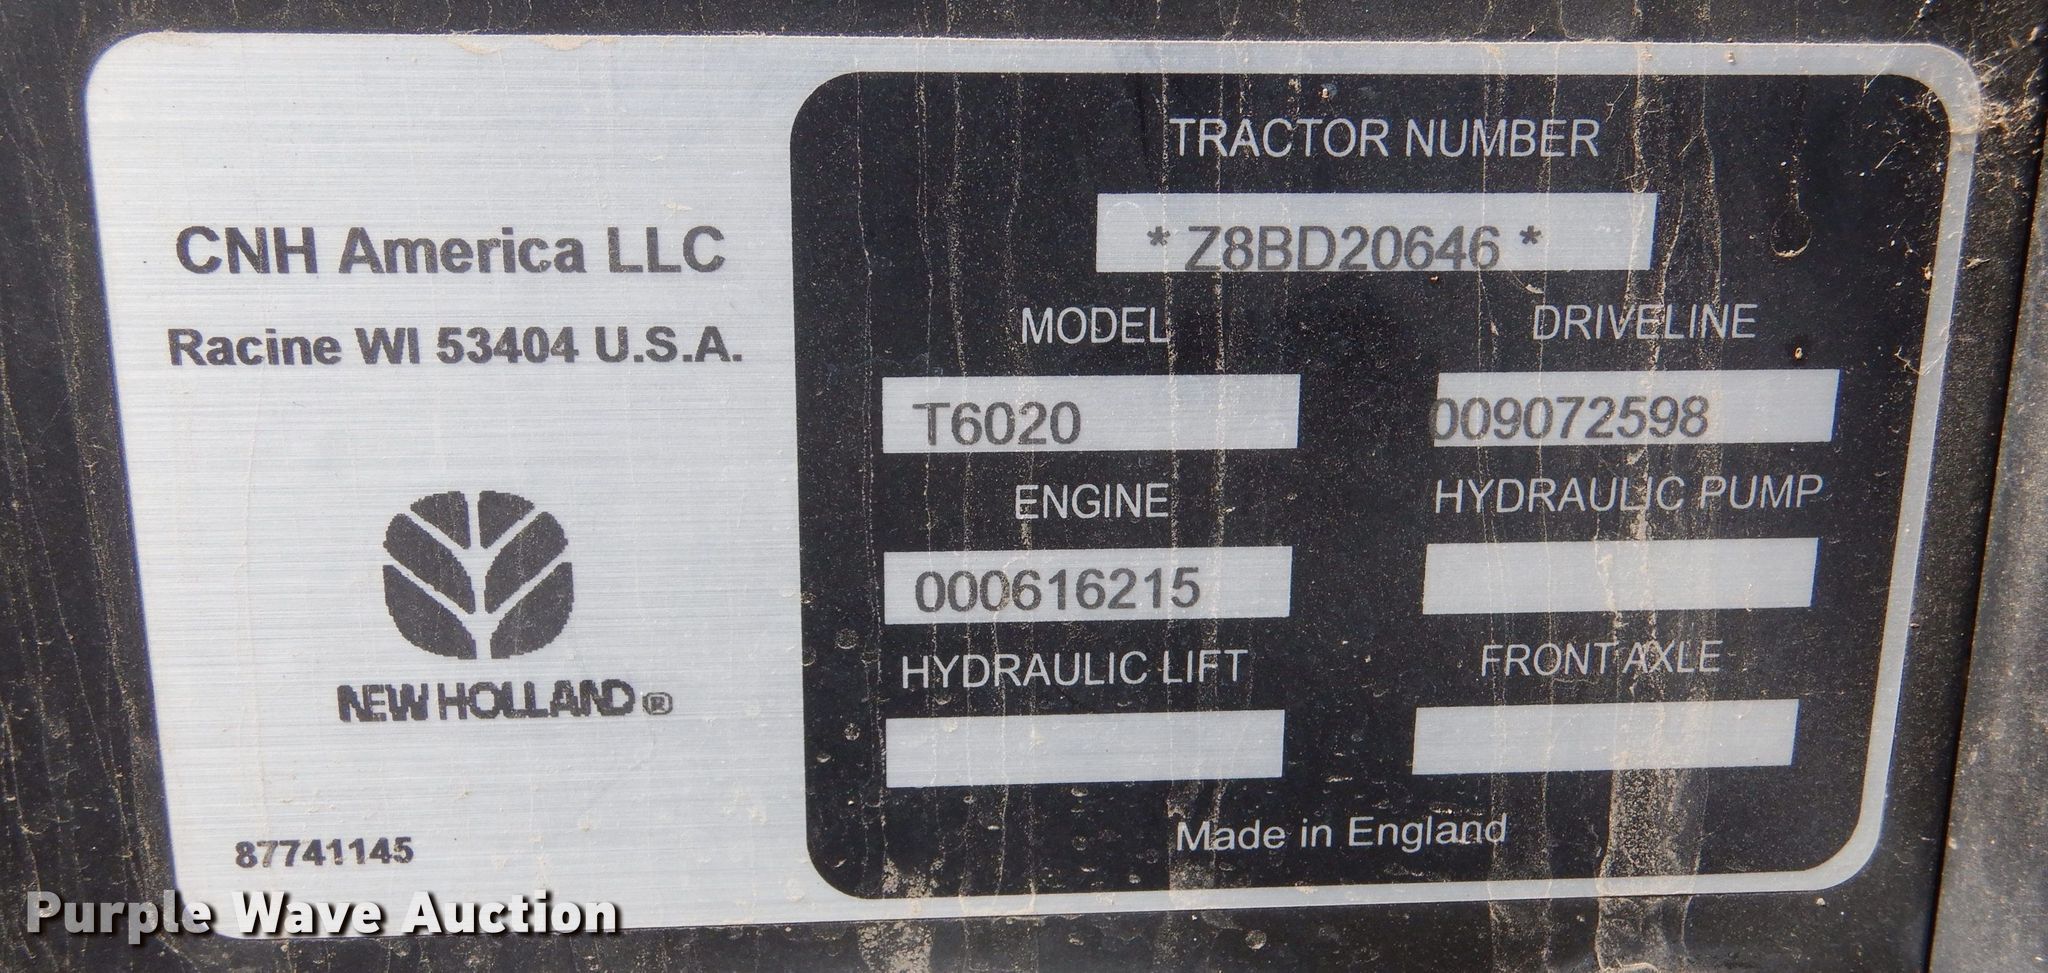 CNH America LLC
Racine WI 53404 U.S.A.
NEW HOLLAND®
87741145
TRACTOR NUMBER
* Z8BD20646 *
MODEL
DRIVELINE
T6020
009072598
ENGINE
HYDRAULIC PUMP
000616215
HYDRAULIC LIFT
FRONT AXLE
Made in England
Purple Wave Auction